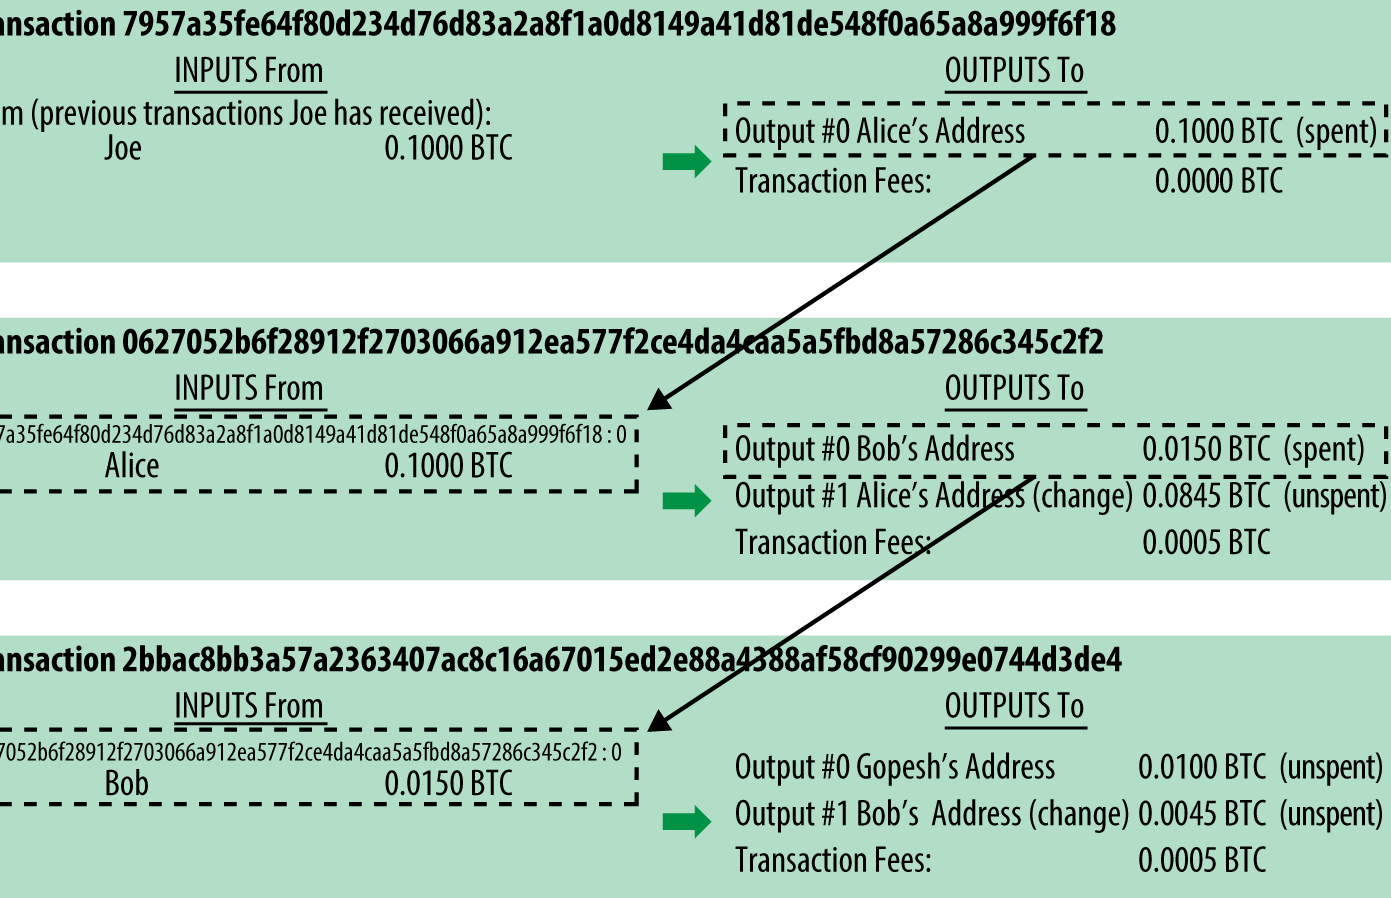 ansaction 7957a35fe64f80d234d76d83a2a8f1a0d8149a41d81de548f0a65a8a999f6f18
INPUTS From
OUTPUTS To
m (previous transactions Joe has received):
Joe 0.1000 BTC
Output #0 Alice’s Address 0.1000 BTC (spent)
Transaction Fees: 0.0000 BTC
ansaction 0627052b6f28912f2703066a912ea577f2ce4da4caa5a5fbd8a57286c345c2f2
INPUTS From
OUTPUTS To
7a35fe64f80d234d76d83a2a8f1a0d8149a41d81de548f0a65a8a999f6f18 : 0
Alice 0.1000 BTC
Output #0 Bob’s Address 0.0150 BTC (spent)
Output #1 Alice’s Address (change) 0.0845 BTC (unspent)
Transaction Fees: 0.0005 BTC
ansaction 2bbac8bb3a57a2363407ac8c16a67015ed2e88a4388af58cf90299e0744d3de4
INPUTS From
OUTPUTS To
7052b6f28912f2703066a912ea577f2ce4da4caa5a5fbd8a57286c345c2f2 : 0
Bob 0.0150 BTC
Output #0 Gopesh’s Address 0.0100 BTC (unspent)
Output #1 Bob’s Address (change) 0.0045 BTC (unspent)
Transaction Fees: 0.0005 BTC